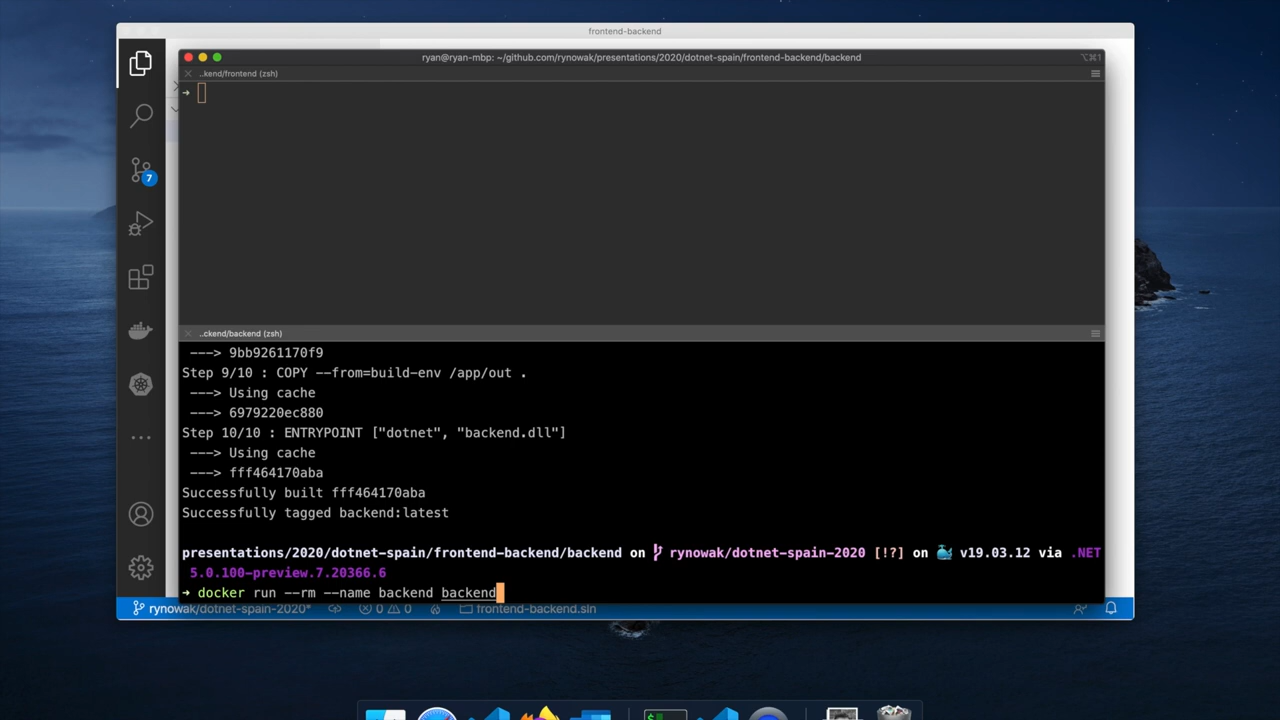 frontend-backend
ryan@ryan-mbp: ~/github.com/rynowak/presentations/2020/dotnet-spain/frontend-backend/backend
⌥⌘1
..kend/frontend (zsh)
➜
7
..ckend/backend (zsh)
---> 9bb9261170f9
Step 9/10 : COPY --from=build-env /app/out .
---> Using cache
---> 6979220ec880
Step 10/10 : ENTRYPOINT ["dotnet", "backend.dll"]
---> Using cache
---> fff464170aba
Successfully built fff464170aba
Successfully tagged backend:latest
presentations/2020/dotnet-spain/frontend-backend/backend on rynowak/dotnet-spain-2020 [!?] on 🐳 v19.03.12 via .NET
5.0.100-preview.7.20366.6
➜ docker run --rm --name backend backend
rynowak/dotnet-spain-2020* 0 0 frontend-backend.sln